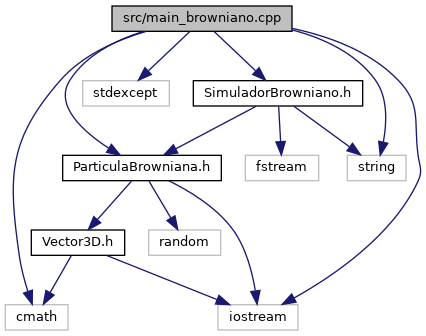 src/main_browniano.cpp
stdexcept
SimuladorBrowniano.h
ParticulaBrowniana.h
fstream
string
Vector3D.h
random
cmath
iostream